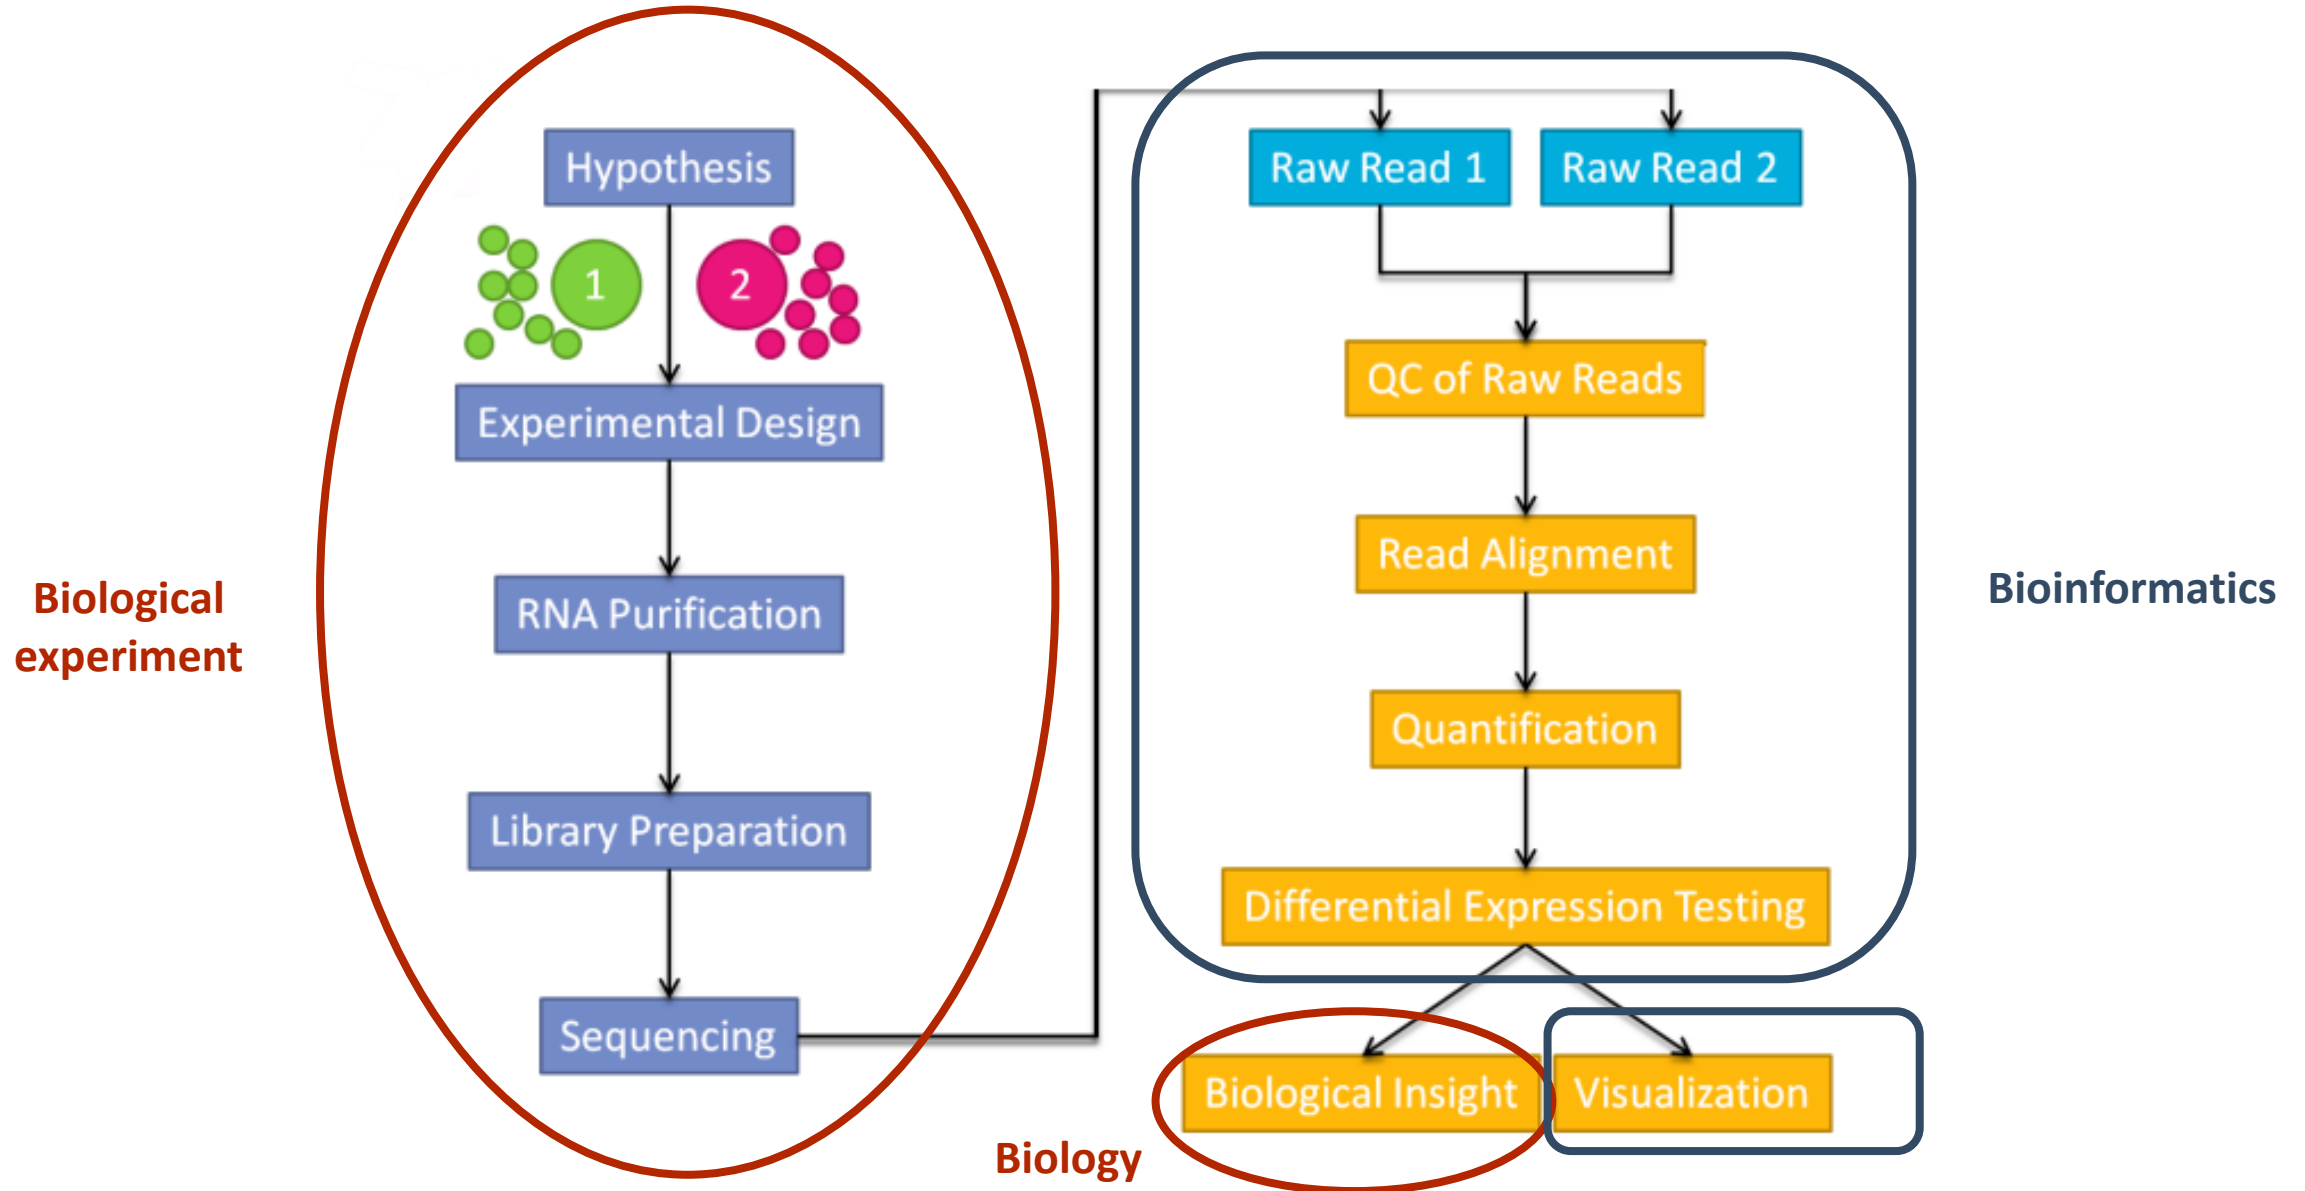 Hypothesis
1
2
Experimental Design
RNA Purification
Library Preparation
Sequencing
Biological
experiment
Raw Read 1
Raw Read 2
QC of Raw Reads
Read Alignment
Quantification
Differential Expression Testing
Biological Insight
Visualization
Bioinformatics
Biology